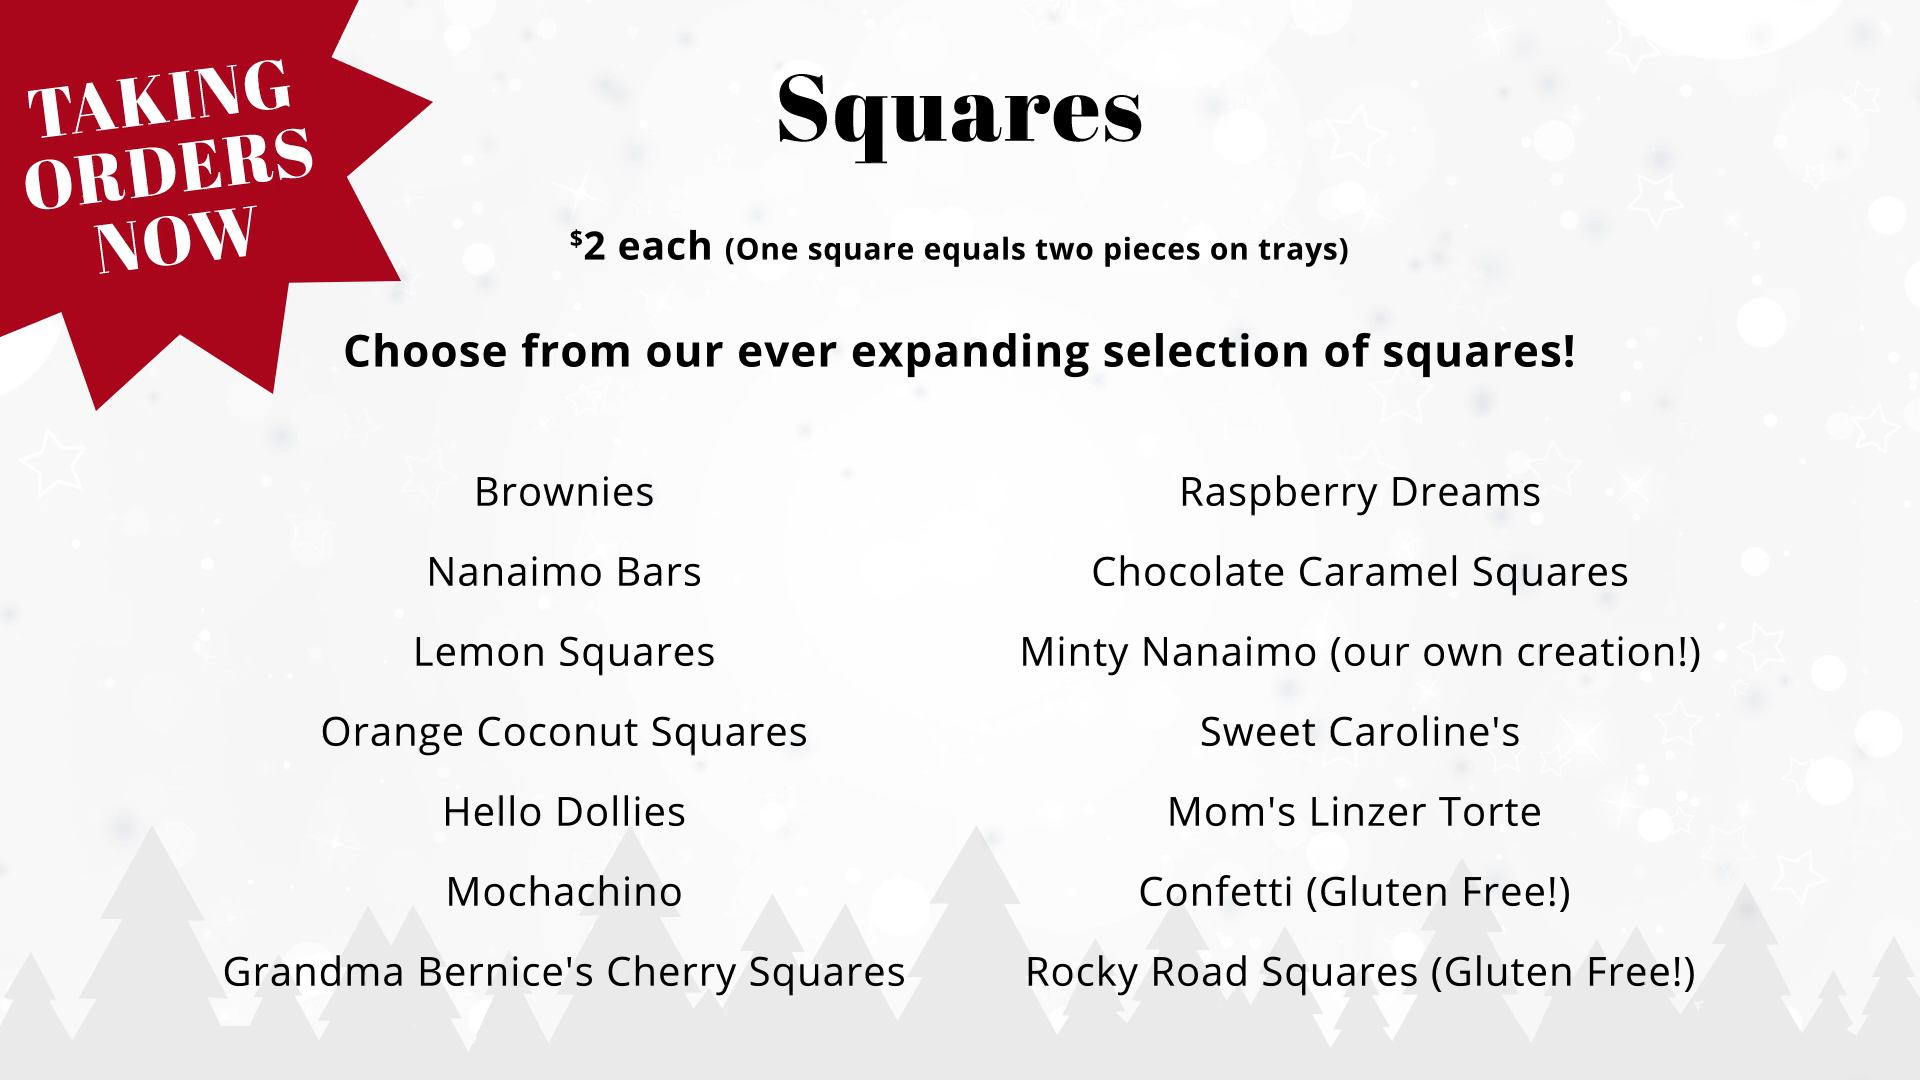 TAKING
ORDERS
NOW
Squares
$2 each (One square equals two pieces on trays)
Choose from our ever expanding selection of squares!
Brownies
Nanaimo Bars
Lemon Squares
Orange Coconut Squares
Hello Dollies
Mochachino
Grandma Bernice's Cherry Squares
Raspberry Dreams
Chocolate Caramel Squares
Minty Nanaimo (our own creation!)
Sweet Caroline's
Mom's Linzer Torte
Confetti (Gluten Free!)
Rocky Road Squares (Gluten Free!)